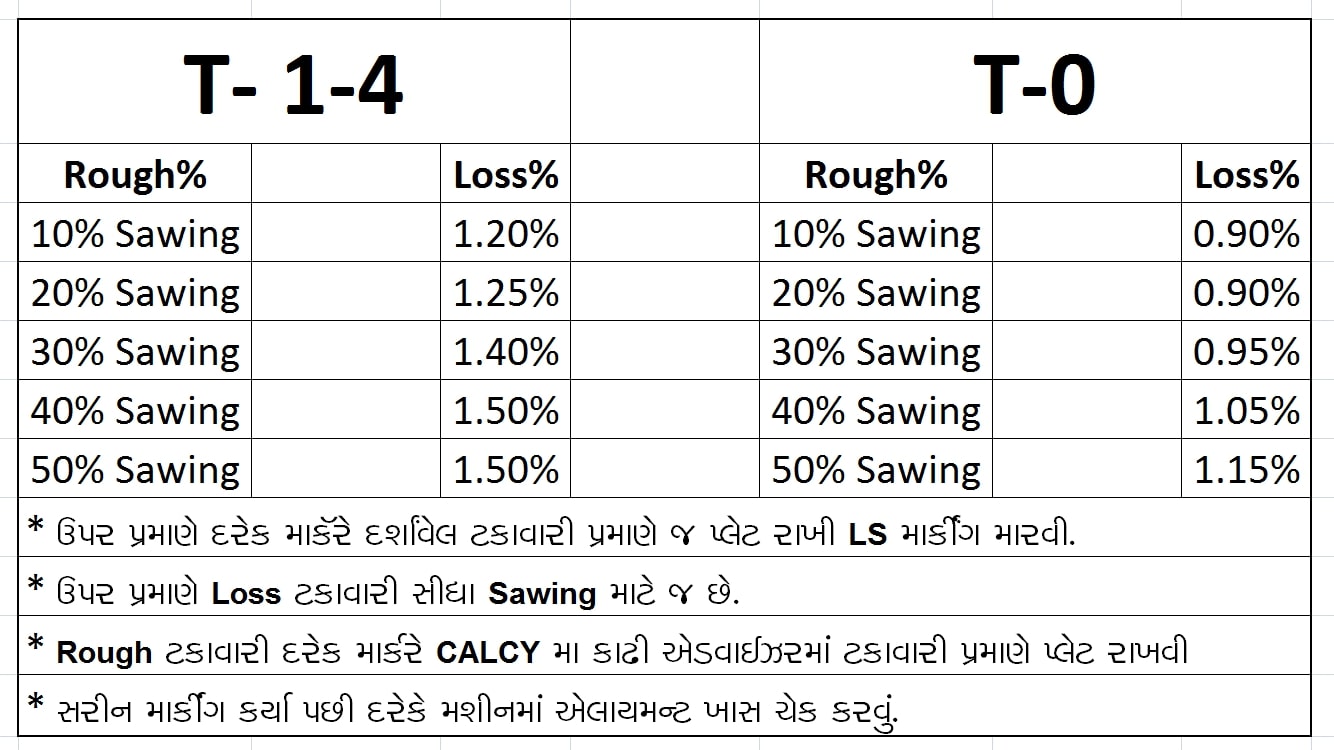 T- 1-4 T-0
Rough% Loss% Rough% Loss%
10% Sawing 1.20% 10% Sawing 0.90%
20% Sawing 1.25% 20% Sawing 0.90%
30% Sawing 1.40% 30% Sawing 0.95%
40% Sawing 1.50% 40% Sawing 1.05%
50% Sawing 1.50% 50% Sawing 1.15%
* ઉપર પ્રમાણે દરેક માર્કરે દર્શાવેલ ટકાવારી પ્રમાણે જ પ્લેટ રાખી LS માર્કીંગ મારવી.
* ઉપર પ્રમાણે Loss ટકાવારી સીધા Sawing માટે જ છે.
* Rough ટકાવારી દરેક માર્કરે CALCY મા કાઢી એડવાઈઝરમાં ટકાવારી પ્રમાણે પ્લેટ રાખવી
* સરીન માર્કીંગ કર્યા પછી દરેકે મશીનમાં એલાયમન્ટ ખાસ ચેક કરવું.